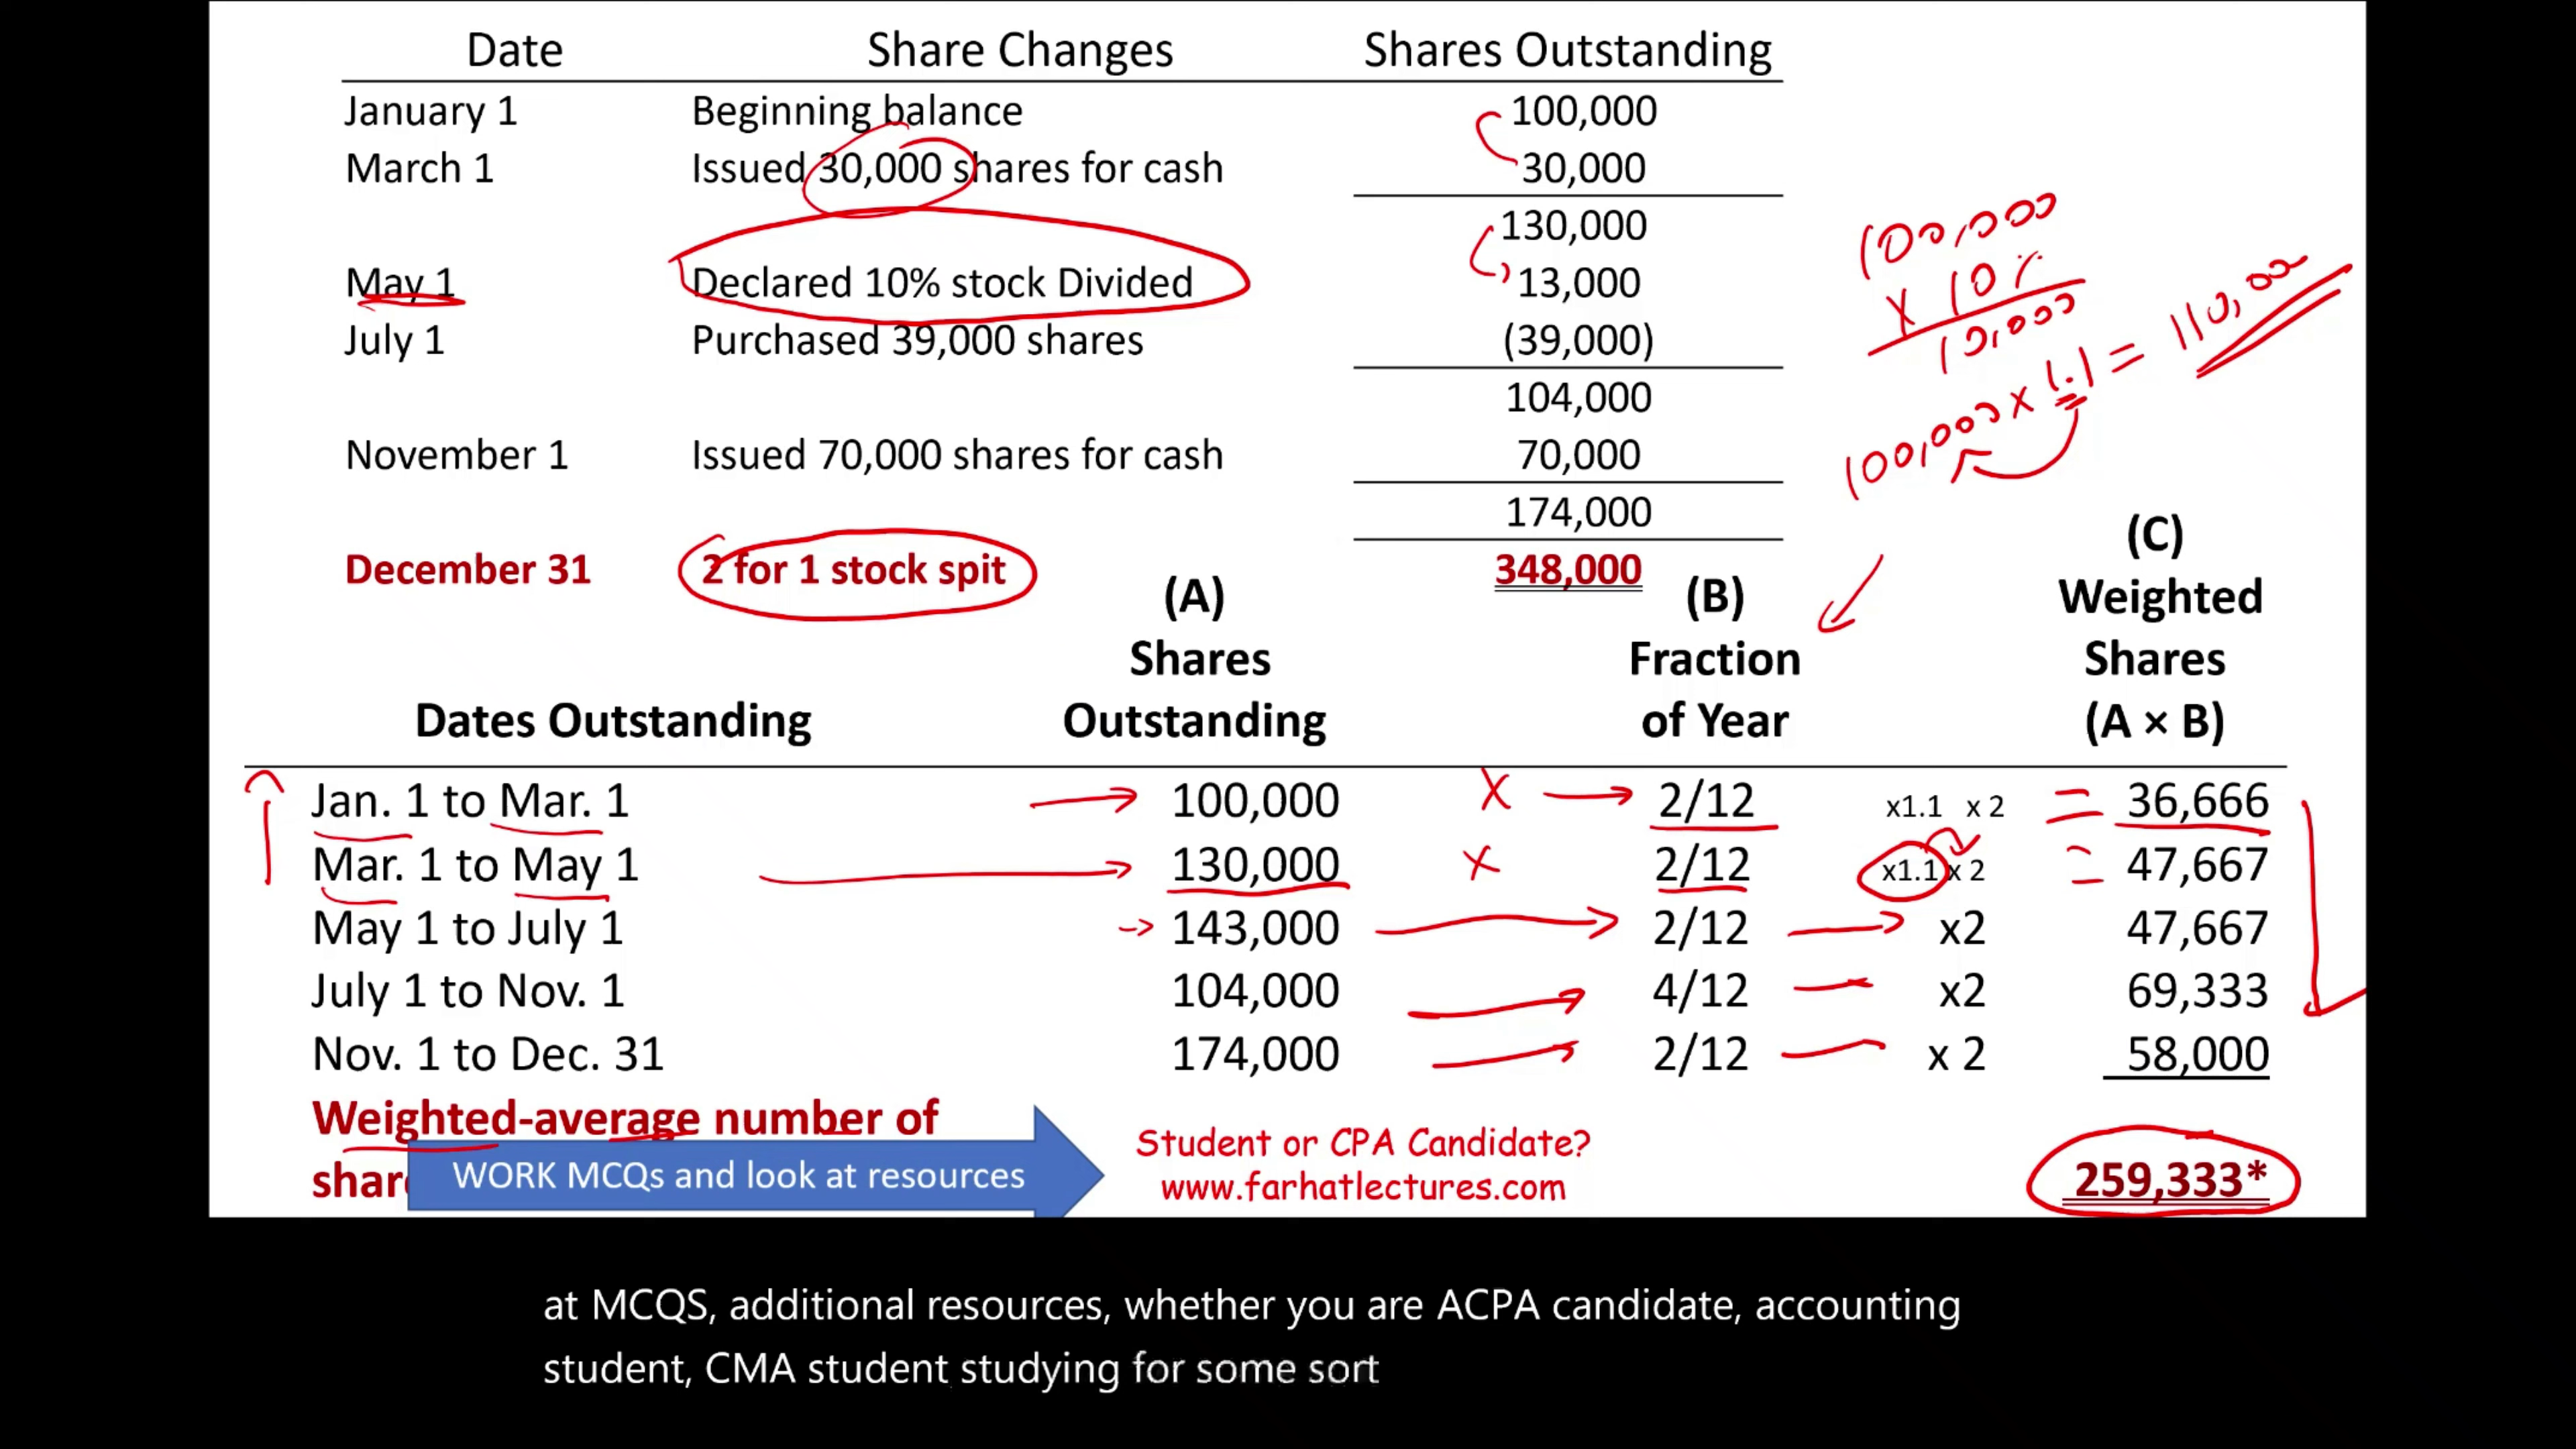 Date Share Changes Shares Outstanding
January 1 Beginning balance 100,000
March 1 Issued 30,000 shares for cash 30,000
130,000
May 1 Declared 10% stock Divided 13,000
July 1 Purchased 39,000 shares (39,000)
104,000
November 1 Issued 70,000 shares for cash 70,000
174,000
December 31 2 for 1 stock spit 348,000
100,000
x 10%
10,000
100,000 x 1.1 = 110,00
(A) (B) (C)
Weighted
Shares Fraction Shares
Dates Outstanding Outstanding of Year (A × B)
Jan. 1 to Mar. 1 100,000 x 2/12 x1.1 x 2 = 36,666
Mar. 1 to May 1 130,000 x 2/12 x1.1 x 2 = 47,667
May 1 to July 1 143,000 2/12 x2 47,667
July 1 to Nov. 1 104,000 4/12 x2 69,333
Nov. 1 to Dec. 31 174,000 2/12 x 2 58,000
Weighted-average number of
shar
WORK MCQs and look at resources
Student or CPA Candidate?
www.farhatlectures.com
259,333*
at MCQS, additional resources, whether you are ACPA candidate, accounting
student, CMA student studying for some sort